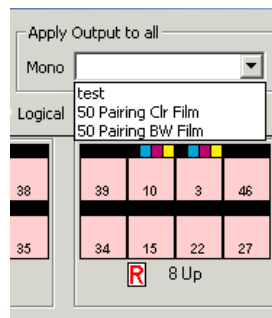 Apply Output to all
Mono
test
50 Pairing Clr Film
50 Pairing BW Film
Logical
38 39 10 3 46
35 34 15 22 27
R 8 Up